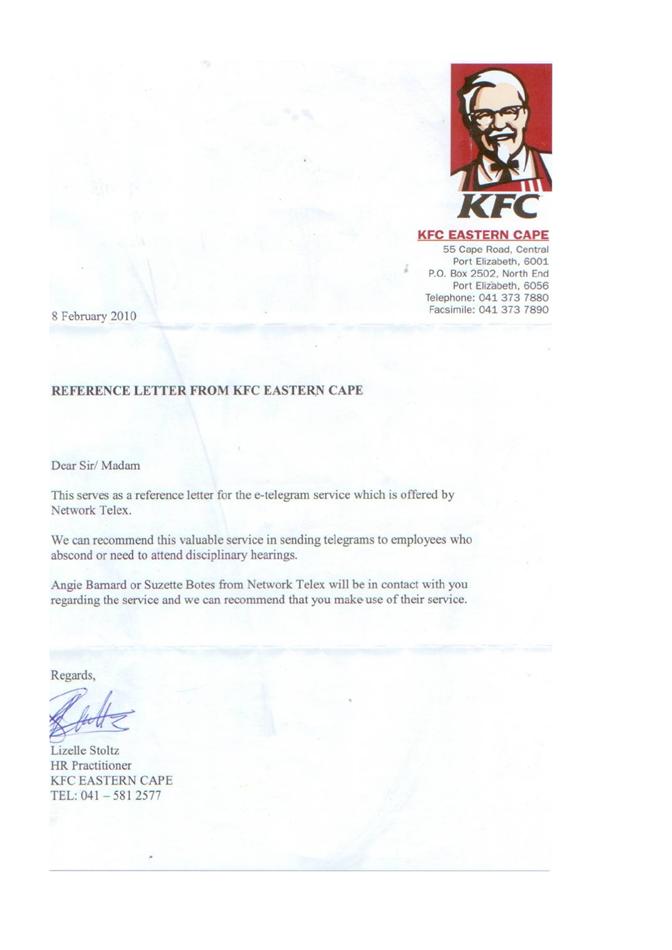 KFC
KFC EASTERN CAPE
55 Cape Road, Central
Port Elizabeth, 6001
P.O. Box 2502, North End
Port Elizabeth, 6056
Telephone: 041 373 7880
Facsimile: 041 373 7890
8 February 2010
REFERENCE LETTER FROM KFC EASTERN CAPE
Dear Sir/ Madam
This serves as a reference letter for the e-telegram service which is offered by
Network Telex.
We can recommend this valuable service in sending telegrams to employees who
abscond or need to attend disciplinary hearings.
Angie Barnard or Suzette Botes from Network Telex will be in contact with you
regarding the service and we can recommend that you make use of their service.
Regards,
Lizelle Stoltz
HR Practitioner
KFC EASTERN CAPE
TEL: 041 – 581 2577